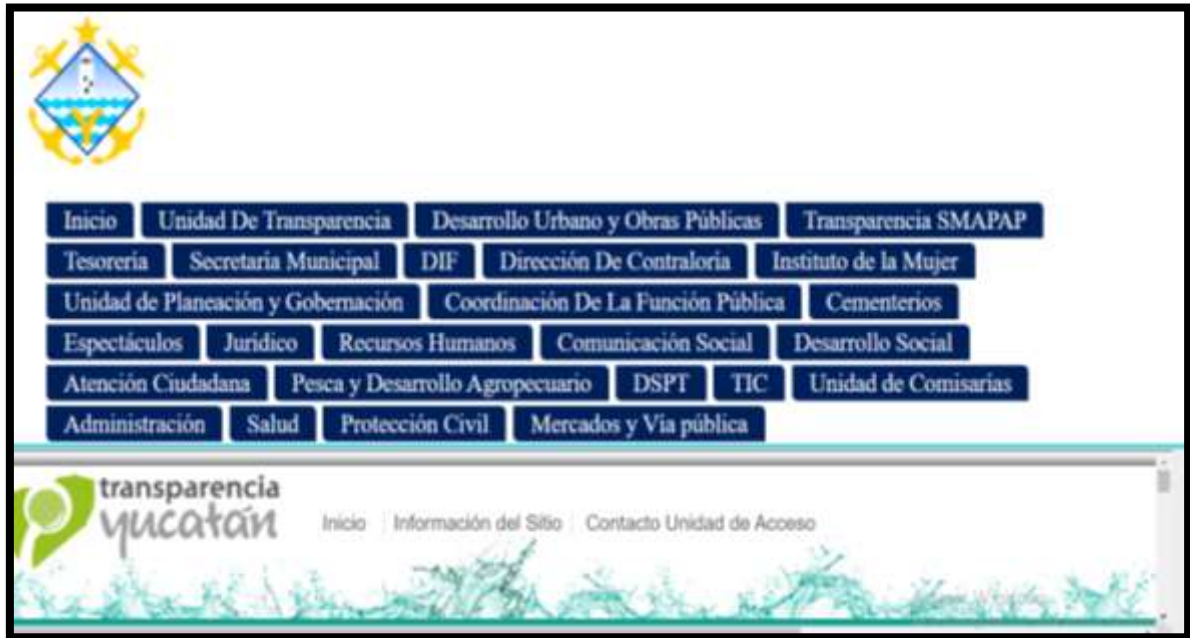 Inicio Unidad De Transparencia Desarrollo Urbano y Obras Públicas Transparencia SMAPAP
Tesorería Secretaria Municipal DIF Dirección De Contraloria Instituto de la Mujer
Unidad de Planeación y Gobernación Coordinación De La Función Pública Cementerios
Espectáculos Jurídico Recursos Humanos Comunicación Social Desarrollo Social
Atención Ciudadana Pesca y Desarrollo Agropecuario DSPT TIC Unidad de Comisarías
Administración Salud Protección Civil Mercados y Vía pública
transparencia
yucatán
Inicio Información del Sitio Contacto Unidad de Acceso